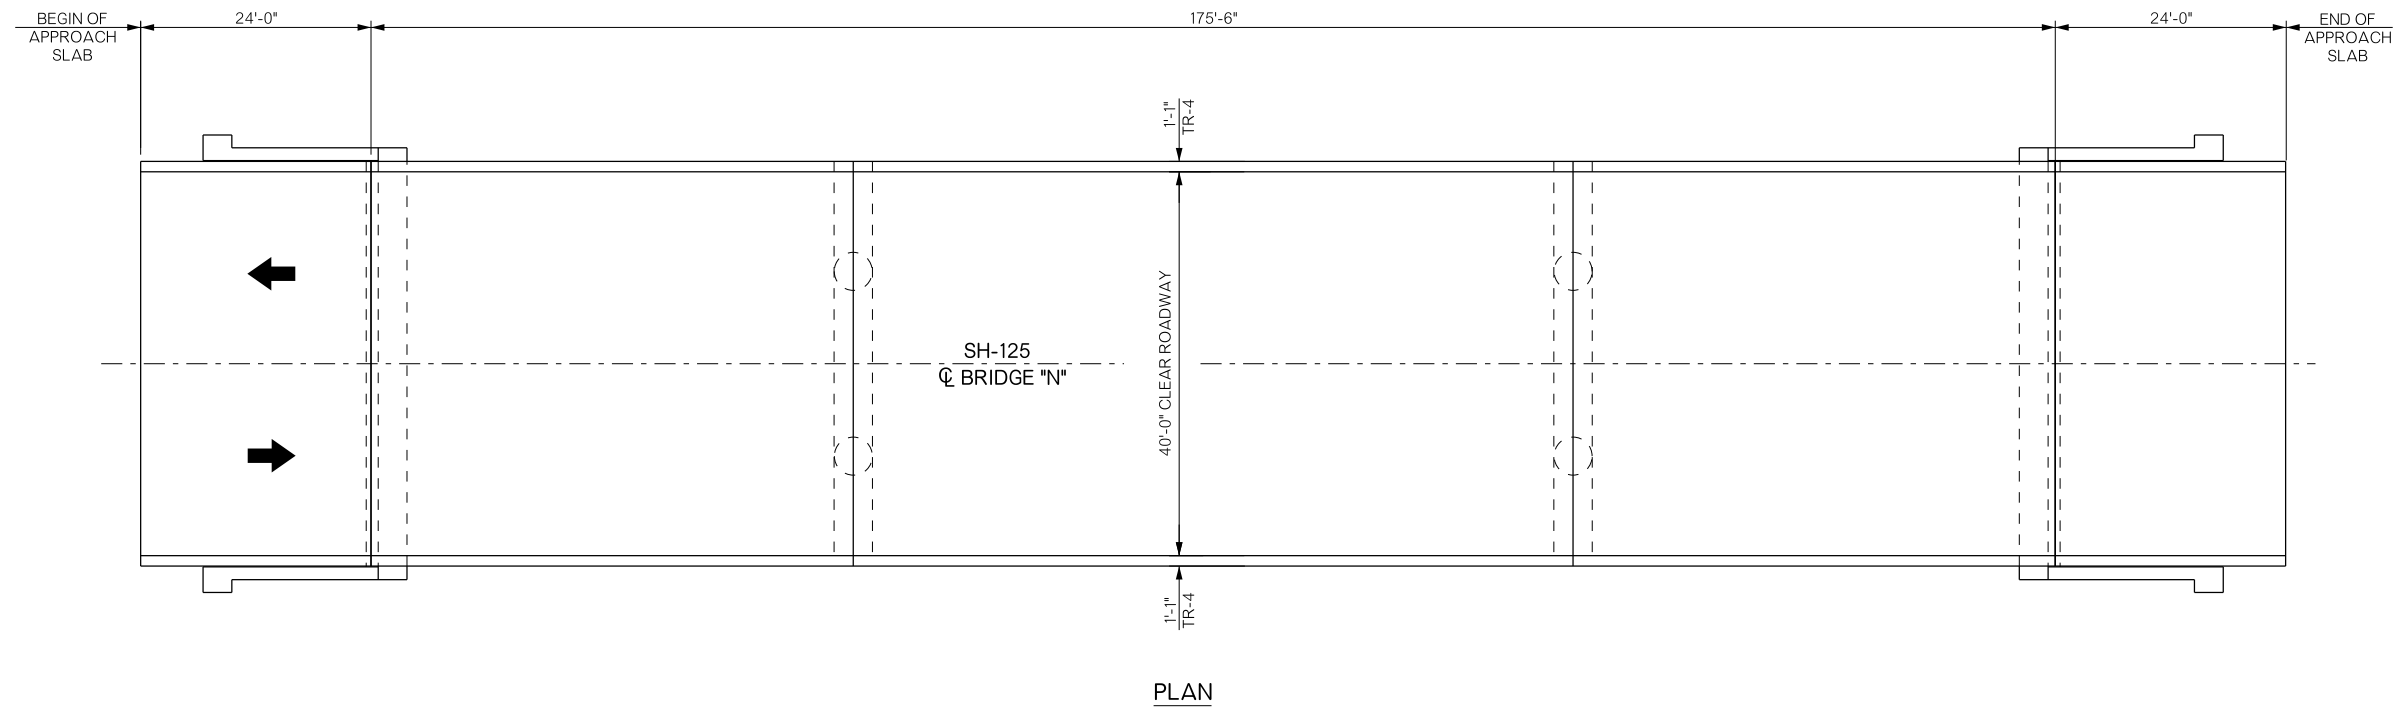 BEGIN OF
APPROACH
SLAB
24'-0"
175'-6"
24'-0"
END OF
APPROACH
SLAB
1'-1"
TR-4
40'-0" CLEAR ROADWAY
SH-125
℄ BRIDGE "N"
1'-1"
TR-4
PLAN